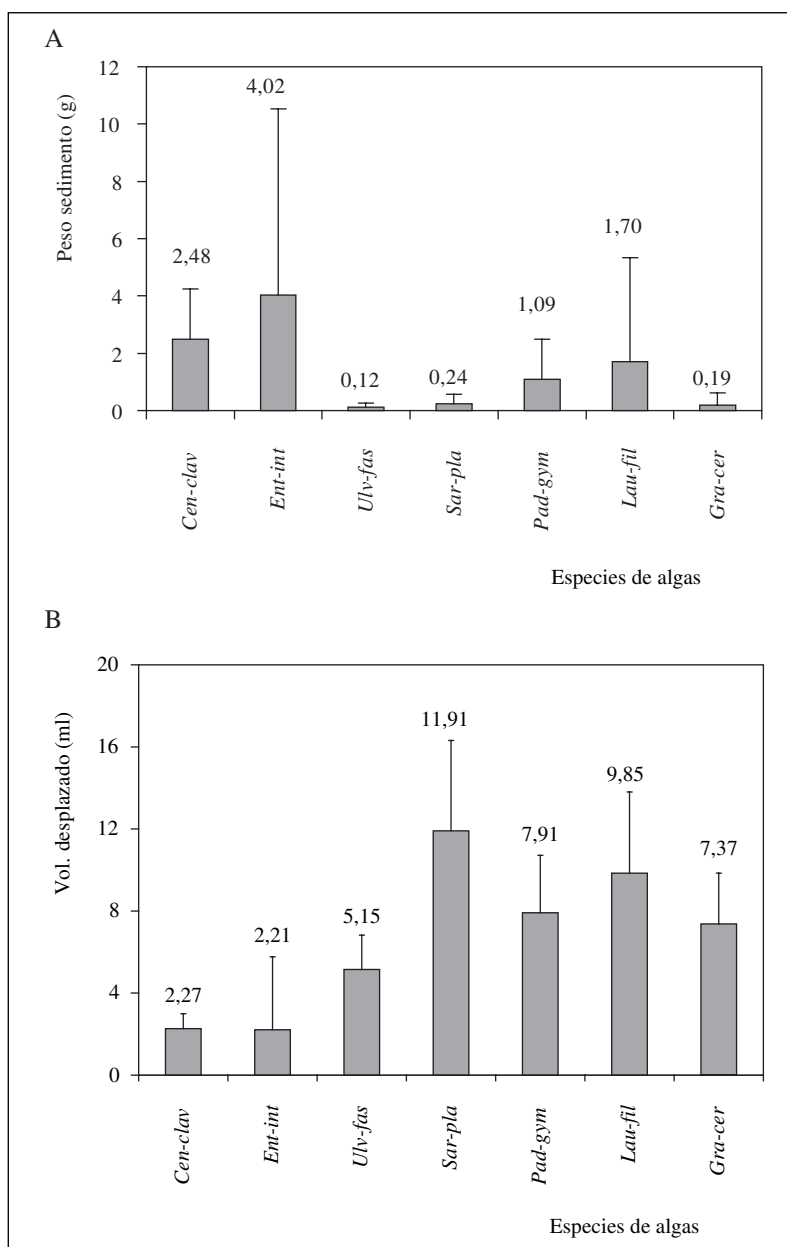 A
Peso sedimento (g)
12
10
8
6
4
2
0
2,48
4,02
0,12
0,24
1,09
1,70
0,19
Cen-clav
Ent-int
Ulv-fas
Sar-pla
Pad-gym
Lau-fil
Gra-cer
Especies de algas
B
Vol. desplazado (ml)
20
16
12
8
4
0
2,27
2,21
5,15
11,91
7,91
9,85
7,37
Cen-clav
Ent-int
Ulv-fas
Sar-pla
Pad-gym
Lau-fil
Gra-cer
Especies de algas